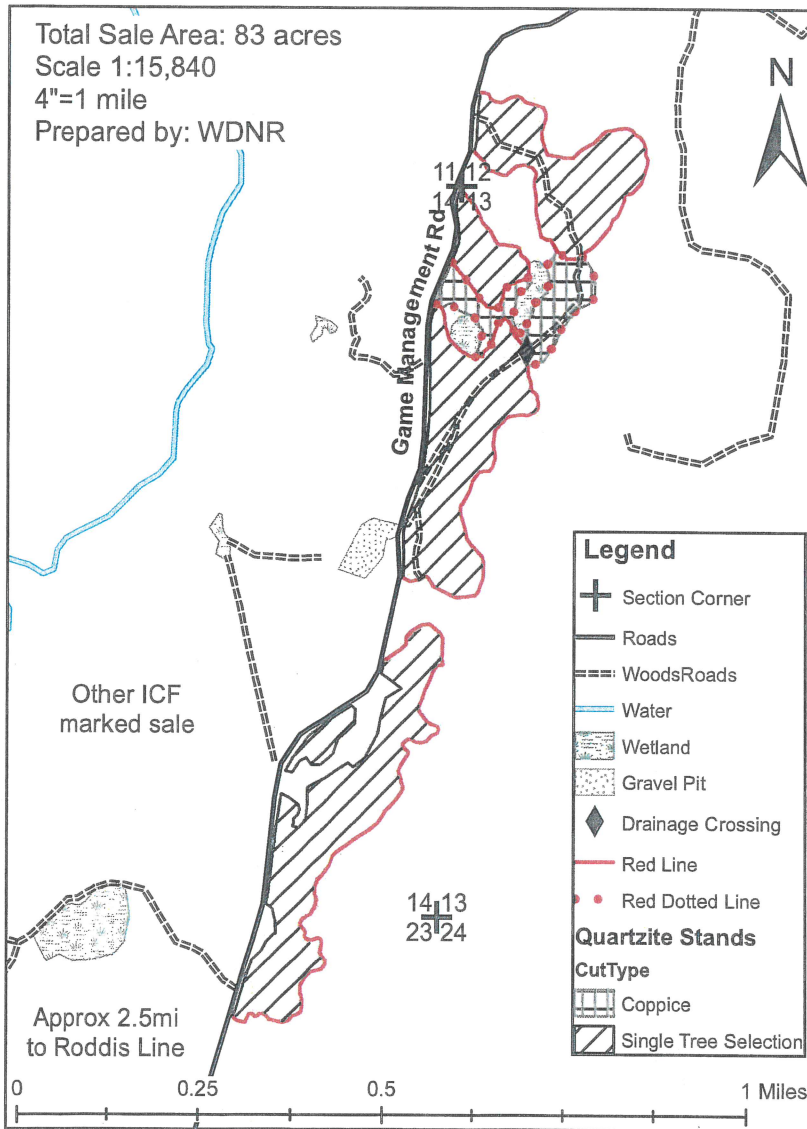 Total Sale Area: 83 acres
Scale 1:15,840
4"=1 mile
Prepared by: WDNR
N
11 12
14 13
Game Management Rd
Other ICF
marked sale
14 13
23 24
Approx 2.5mi
to Roddis Line
Legend
Section Corner
Roads
WoodsRoads
Water
Wetland
Gravel Pit
Drainage Crossing
Red Line
Red Dotted Line
Quartzite Stands
CutType
Coppice
Single Tree Selection
0 0.25 0.5 1 Miles